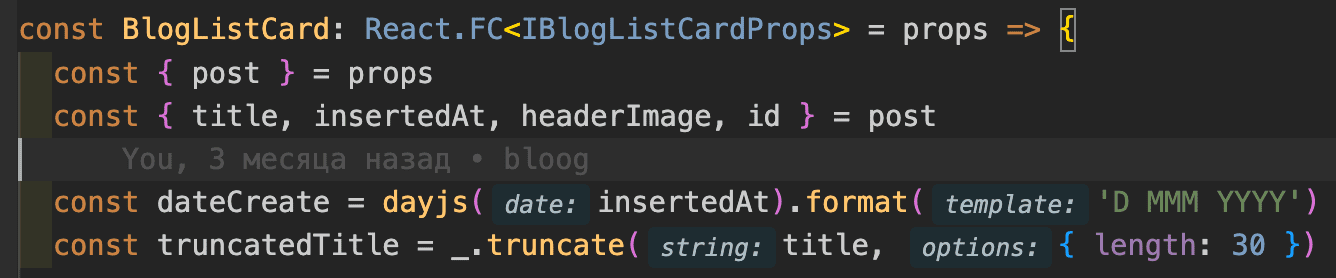 const BlogListCard: React.FC<IBlogListCardProps> = props => {
const { post } = props
const { title, insertedAt, headerImage, id } = post
You, 3 месяца назад • bloog
const dateCreate = dayjs( date: insertedAt).format( template: 'D MMM YYYY')
const truncatedTitle = _.truncate( string: title, options: { length: 30 })